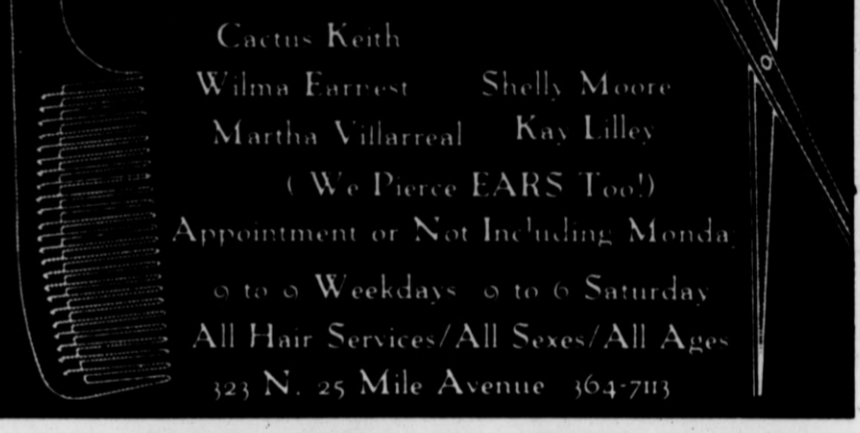 Cactus Keith
Wilma Earnest Shelly Moore
Martha Villarreal Kay Lilley
( We Pierce EARS Too!)
Appointment or Not Including Monday
9 to 9 Weekdays 9 to 6 Saturday
All Hair Services/All Sexes/All Ages
323 N. 25 Mile Avenue 364-7113